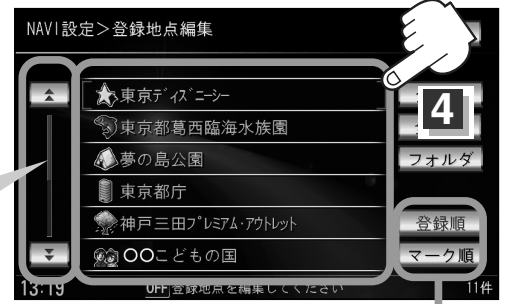 NAVI設定＞登録地点編集
東京ディズニーシー
4
東京都葛西臨海水族園
夢の島公園
フォルダ
東京都庁
神戸三田プレミアム・アウトレット
登録順
○○こどもの国
マーク順
13:19
OFF 登録地点を編集してください
11件